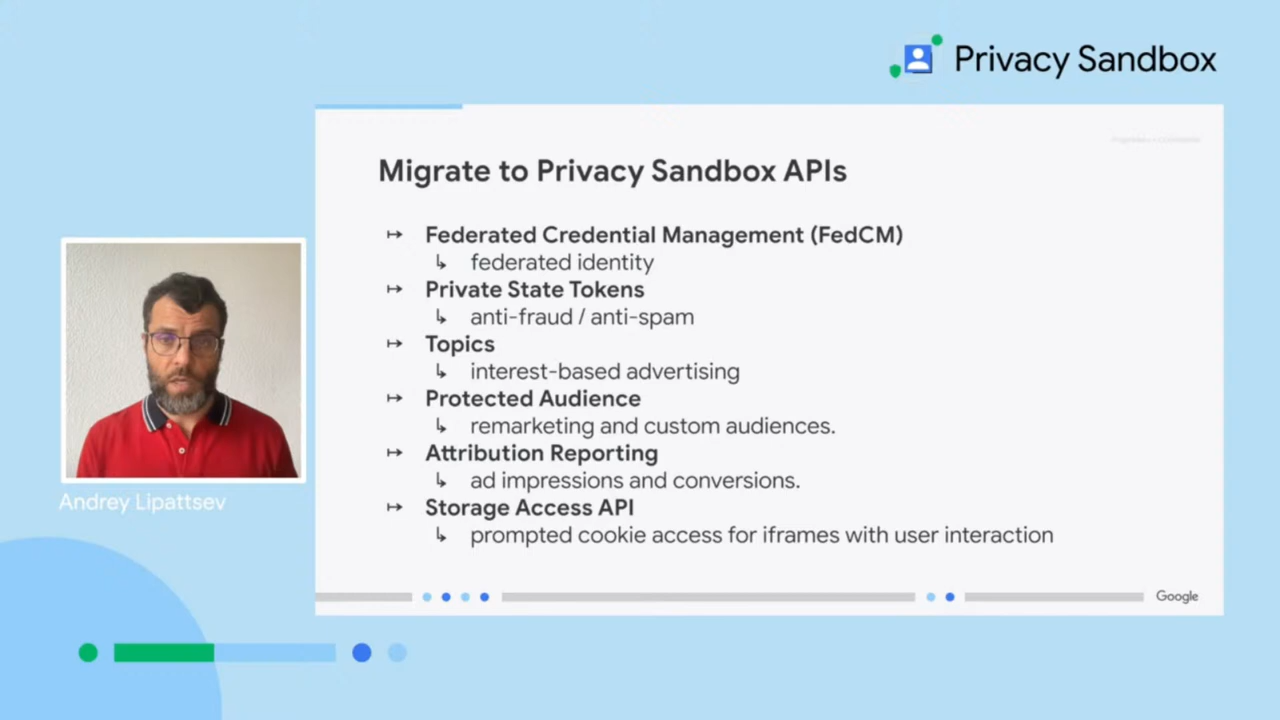 Privacy Sandbox
Migrate to Privacy Sandbox APIs
↦ Federated Credential Management (FedCM)
↳ federated identity
↦ Private State Tokens
↳ anti-fraud / anti-spam
↦ Topics
↳ interest-based advertising
↦ Protected Audience
↳ remarketing and custom audiences.
↦ Attribution Reporting
↳ ad impressions and conversions.
↦ Storage Access API
↳ prompted cookie access for iframes with user interaction
Google
Andrey Lipattsev